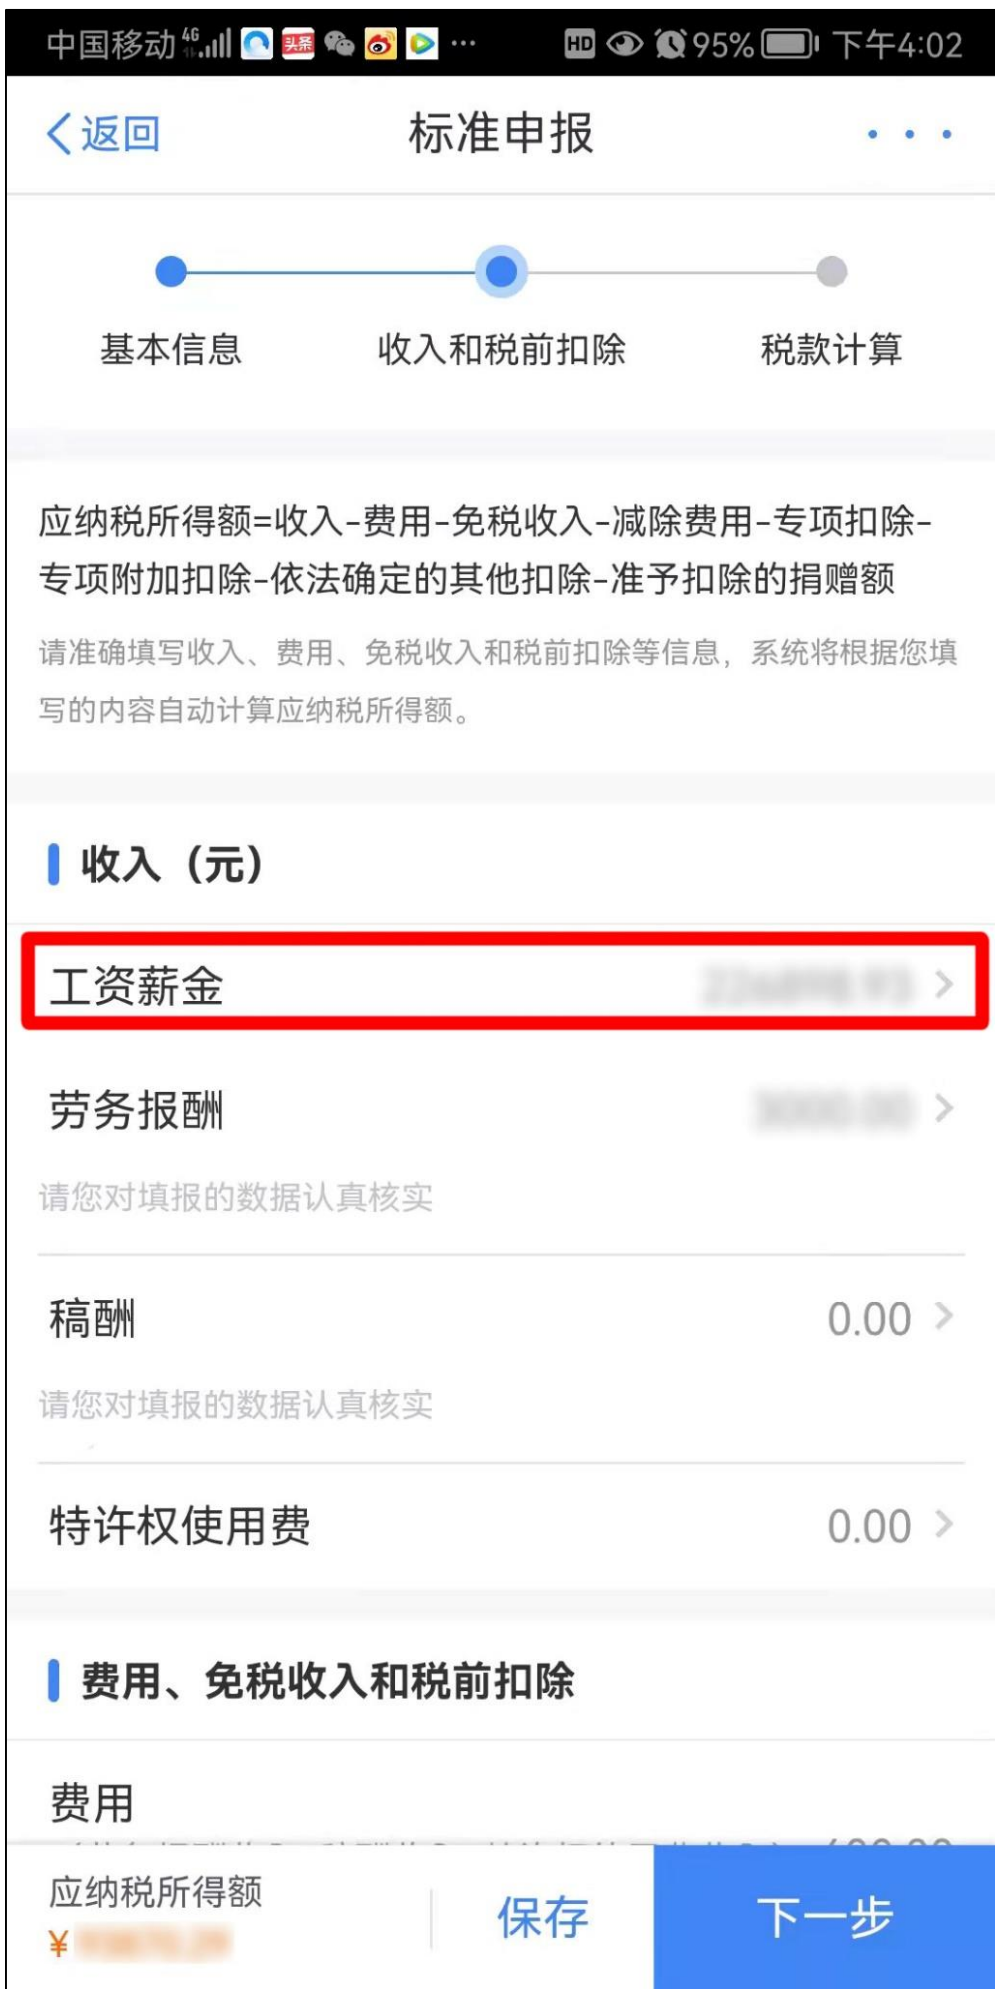 中国移动 4G HD 95% 下午4:02
返回 标准申报
基本信息 收入和税前扣除 税款计算
应纳税所得额=收入-费用-免税收入-减除费用-专项扣除-
专项附加扣除-依法确定的其他扣除-准予扣除的捐赠额
请准确填写收入、费用、免税收入和税前扣除等信息，系统将根据您填
写的内容自动计算应纳税所得额。
收入（元）
工资薪金
劳务报酬
请您对填报的数据认真核实
稿酬 0.00
请您对填报的数据认真核实
特许权使用费 0.00
费用、免税收入和税前扣除
费用
应纳税所得额 保存 下一步
¥